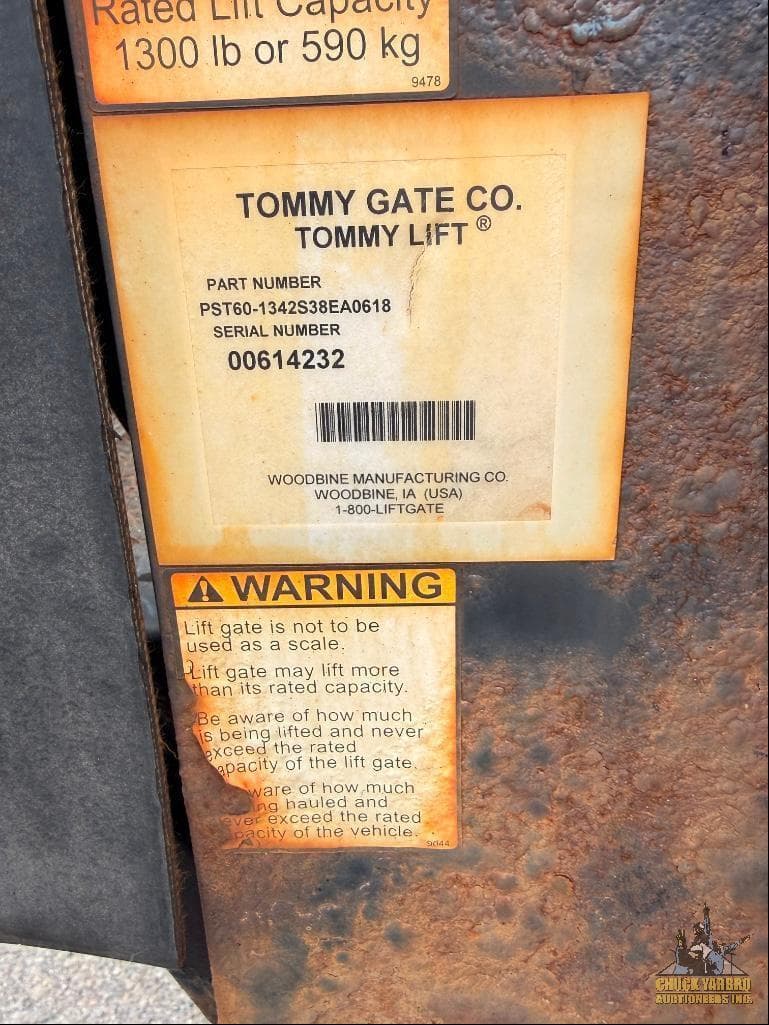 Rated Lift Capacity
1300 lb or 590 kg
9478
TOMMY GATE CO.
TOMMY LIFT ®
PART NUMBER
PST60-1342S38EA0618
SERIAL NUMBER
00614232
WOODBINE MANUFACTURING CO.
WOODBINE, IA (USA)
1-800-LIFTGATE
WARNING
Lift gate is not to be
used as a scale.
Lift gate may lift more
than its rated capacity.
Be aware of how much
is being lifted and never
exceed the rated
capacity of the lift gate.
ware of how much
ng hauled and
ever exceed the rated
pacity of the vehicle.
9044
CHUCK YARBRO
AUCTIONEERS INC.